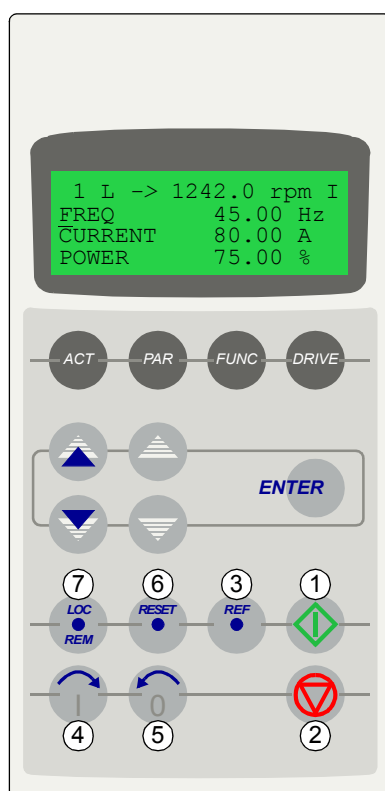 1 L -> 1242.0 rpm I
FREQ 45.00 Hz
CURRENT 80.00 A
POWER 75.00 %
ACT PAR FUNC DRIVE
ENTER
7 6 3 1
LOC RESET REF
REM
I 0
4 5 2